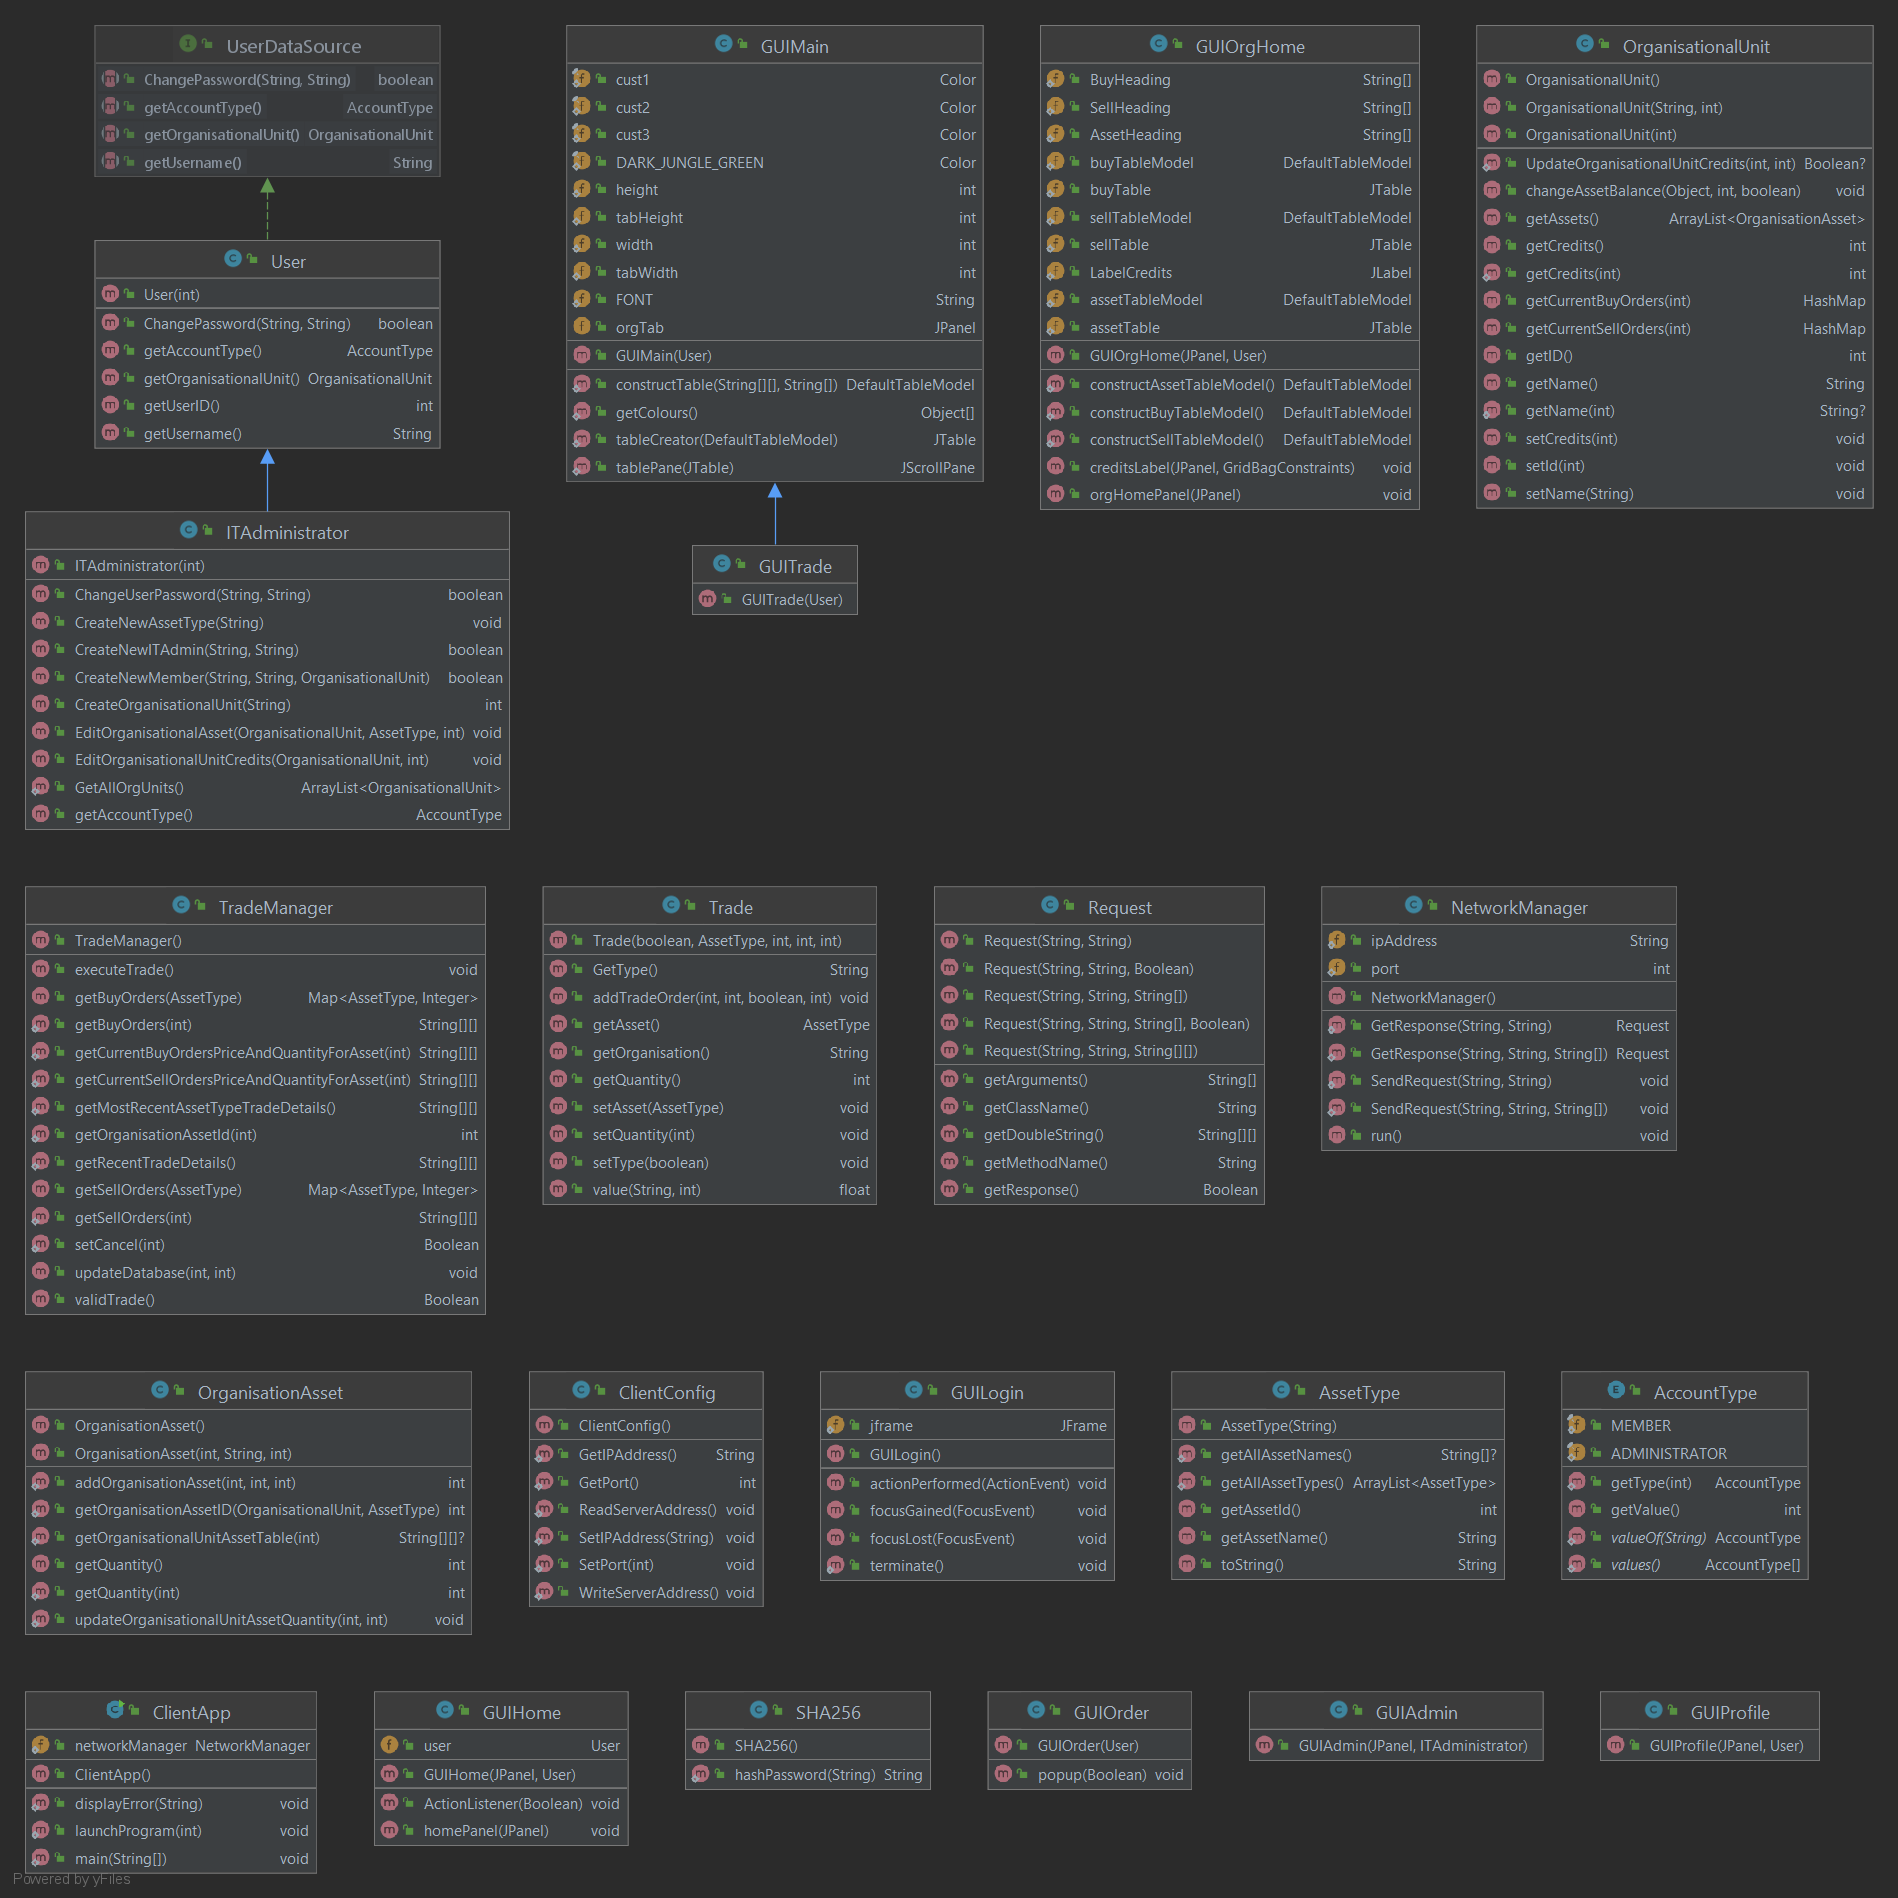 UserDataSource
ChangePassword(String, String) boolean
getAccountType() AccountType
getOrganisationalUnit() OrganisationalUnit
getUsername() String
User
User(int)
ChangePassword(String, String) boolean
getAccountType() AccountType
getOrganisationalUnit() OrganisationalUnit
getUserID() int
getUsername() String
ITAdministrator
ITAdministrator(int)
ChangeUserPassword(String, String) boolean
CreateNewAssetType(String) void
CreateNewITAdmin(String, String) boolean
CreateNewMember(String, String, OrganisationalUnit) boolean
CreateOrganisationalUnit(String) int
EditOrganisationalAsset(OrganisationalUnit, AssetType, int) void
EditOrganisationalUnitCredits(OrganisationalUnit, int) void
GetAllOrgUnits() ArrayList<OrganisationalUnit>
getAccountType() AccountType
GUIMain
cust1 Color
cust2 Color
cust3 Color
DARK_JUNGLE_GREEN Color
height int
tabHeight int
width int
tabWidth int
FONT String
orgTab JPanel
GUIMain(User)
constructTable(String[][], String[]) DefaultTableModel
getColours() Object[]
tableCreator(DefaultTableModel) JTable
tablePane(JTable) JScrollPane
GUITrade
GUITrade(User)
GUIOrgHome
BuyHeading String[]
SellHeading String[]
AssetHeading String[]
buyTableModel DefaultTableModel
buyTable JTable
sellTableModel DefaultTableModel
sellTable JTable
LabelCredits JLabel
assetTableModel DefaultTableModel
assetTable JTable
GUIOrgHome(JPanel, User)
constructAssetTableModel() DefaultTableModel
constructBuyTableModel() DefaultTableModel
constructSellTableModel() DefaultTableModel
creditsLabel(JPanel, GridBagConstraints) void
orgHomePanel(JPanel) void
OrganisationalUnit
OrganisationalUnit()
OrganisationalUnit(String, int)
OrganisationalUnit(int)
UpdateOrganisationalUnitCredits(int, int) Boolean?
changeAssetBalance(Object, int, boolean) void
getAssets() ArrayList<OrganisationAsset>
getCredits() int
getCredits(int) int
getCurrentBuyOrders(int) HashMap
getCurrentSellOrders(int) HashMap
getID() int
getName() String
getName(int) String?
setCredits(int) void
setId(int) void
setName(String) void
TradeManager
TradeManager()
executeTrade() void
getBuyOrders(AssetType) Map<AssetType, Integer>
getBuyOrders(int) String[][]
getCurrentBuyOrdersPriceAndQuantityForAsset(int) String[][]
getCurrentSellOrdersPriceAndQuantityForAsset(int) String[][]
getMostRecentAssetTypeTradeDetails() String[][]
getOrganisationAssetId(int) int
getRecentTradeDetails() String[][]
getSellOrders(AssetType) Map<AssetType, Integer>
getSellOrders(int) String[][]
setCancel(int) Boolean
updateDatabase(int, int) void
validTrade() Boolean
Trade
Trade(boolean, AssetType, int, int, int)
GetType() String
addTradeOrder(int, int, boolean, int) void
getAsset() AssetType
getOrganisation() String
getQuantity() int
setAsset(AssetType) void
setQuantity(int) void
setType(boolean) void
value(String, int) float
Request
Request(String, String)
Request(String, String, Boolean)
Request(String, String, String[])
Request(String, String, String[], Boolean)
Request(String, String, String[][])
getArguments() String[]
getClassName() String
getDoubleString() String[][]
getMethodName() String
getResponse() Boolean
NetworkManager
ipAddress String
port int
NetworkManager()
GetResponse(String, String) Request
GetResponse(String, String, String[]) Request
SendRequest(String, String) void
SendRequest(String, String, String[]) void
run() void
OrganisationAsset
OrganisationAsset()
OrganisationAsset(int, String, int)
addOrganisationAsset(int, int, int) int
getOrganisationAssetID(OrganisationalUnit, AssetType) int
getOrganisationalUnitAssetTable(int) String[][]?
getQuantity() int
getQuantity(int) int
updateOrganisationalUnitAssetQuantity(int, int) void
ClientConfig
ClientConfig()
GetIPAddress() String
GetPort() int
ReadServerAddress() void
SetIPAddress(String) void
SetPort(int) void
WriteServerAddress() void
GUILogin
jframe JFrame
GUILogin()
actionPerformed(ActionEvent) void
focusGained(FocusEvent) void
focusLost(FocusEvent) void
terminate() void
AssetType
AssetType(String)
getAllAssetNames() String[]?
getAllAssetTypes() ArrayList<AssetType>
getAssetId() int
getAssetName() String
toString() String
AccountType
MEMBER
ADMINISTRATOR
getType(int) AccountType
getValue() int
valueOf(String) AccountType
values() AccountType[]
ClientApp
networkManager NetworkManager
ClientApp()
displayError(String) void
launchProgram(int) void
main(String[]) void
GUIHome
user User
GUIHome(JPanel, User)
ActionListener(Boolean) void
homePanel(JPanel) void
SHA256
SHA256()
hashPassword(String) String
GUIOrder
GUIOrder(User)
popup(Boolean) void
GUIAdmin
GUIAdmin(JPanel, ITAdministrator)
GUIProfile
GUIProfile(JPanel, User)
Powered by yFiles